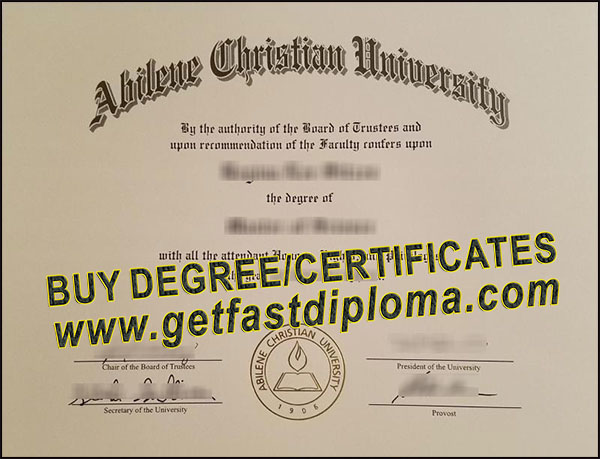 Abilene Christian University
By the authority of the Board of Trustees and
upon recommendation of the Faculty confers upon
the degree of
with all the attendant
BUY DEGREE/CERTIFICATES
www.getfastdiploma.com
Chair of the Board of Trustees
President of the University
ABILENE CHRISTIAN UNIVERSITY
1906
Secretary of the University
Provost